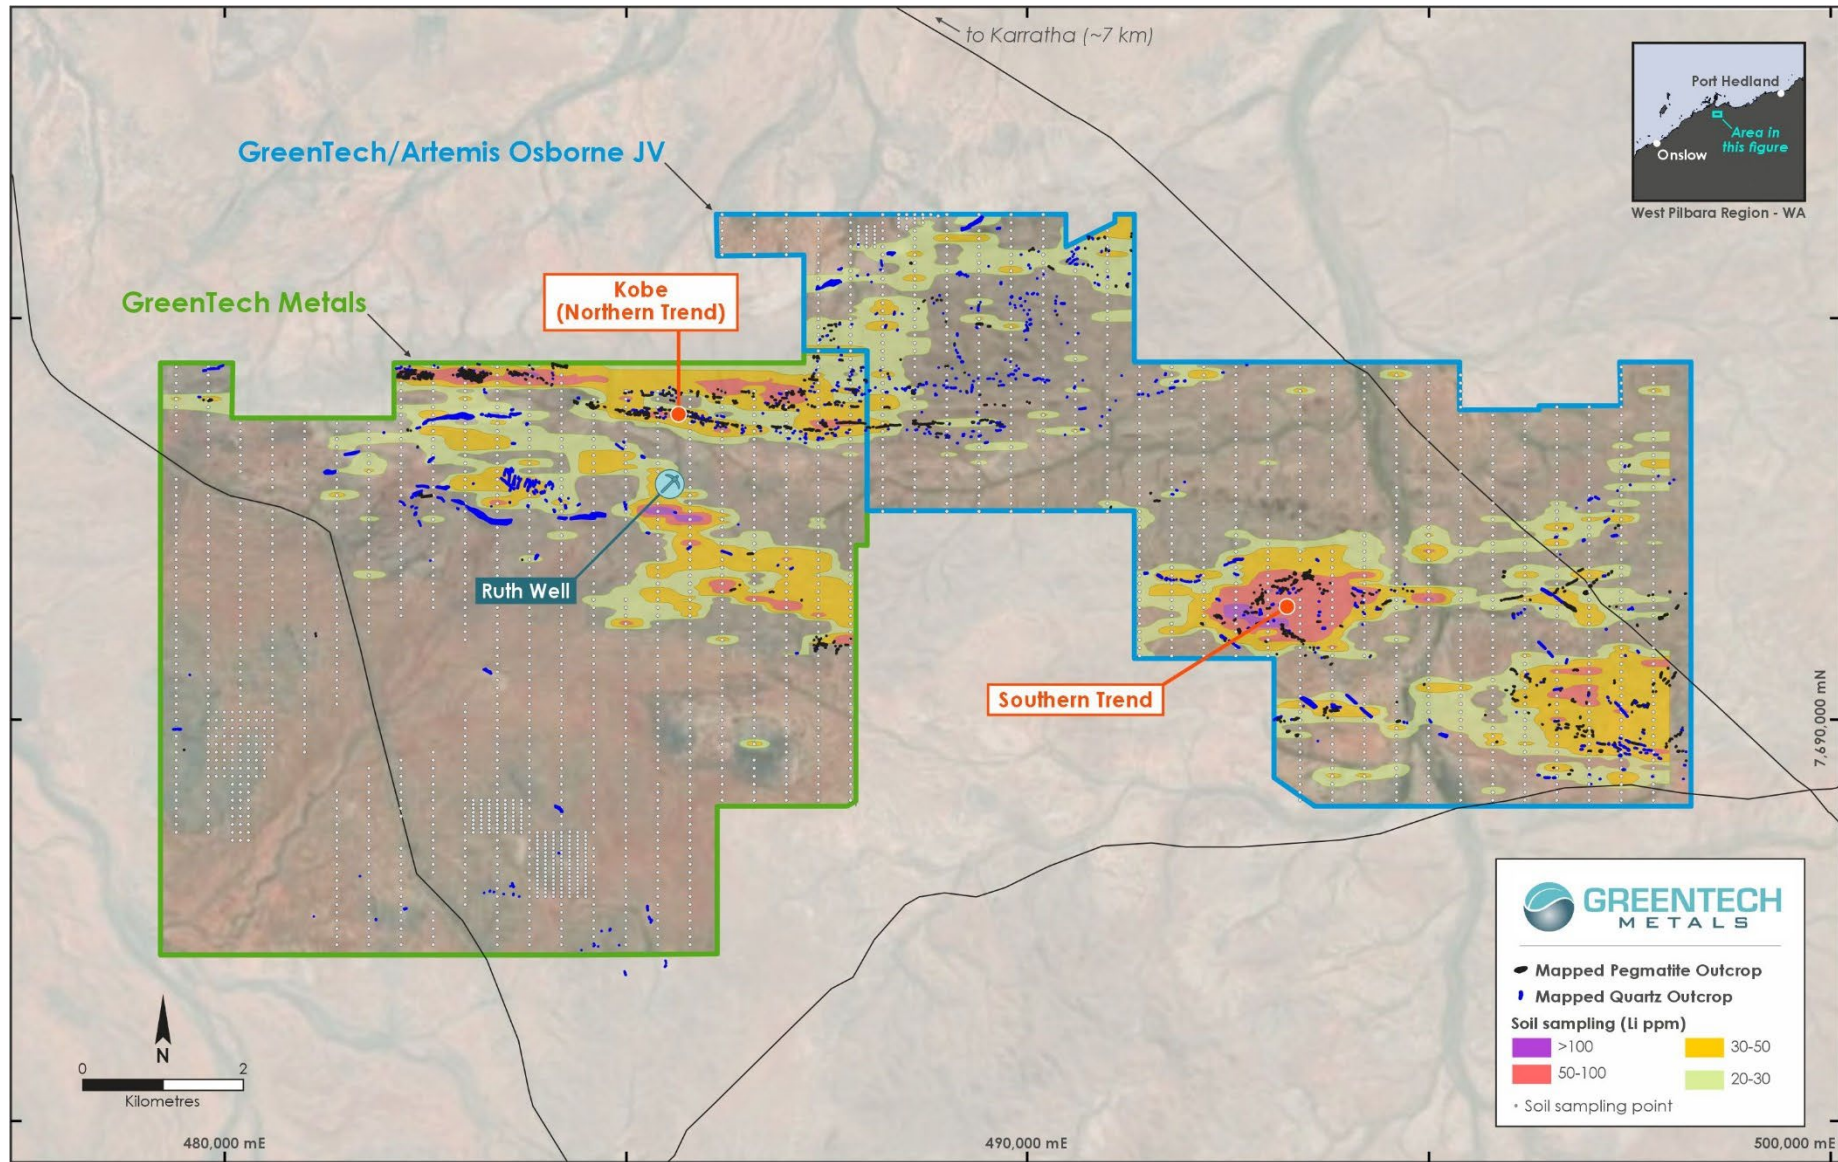 to Karratha (~7 km)
Port Hedland
Area in
this figure
Onslow
West Pilbara Region - WA
GreenTech/Artemis Osborne JV
Kobe
(Northern Trend)
GreenTech Metals
Ruth Well
Southern Trend
7,690,000 mN
GREENTECH
METALS
Mapped Pegmatite Outcrop
Mapped Quartz Outcrop
Soil sampling (Li ppm)
>100 30-50
50-100 20-30
Soil sampling point
N
0 2
Kilometres
480,000 mE 490,000 mE 500,000 mE